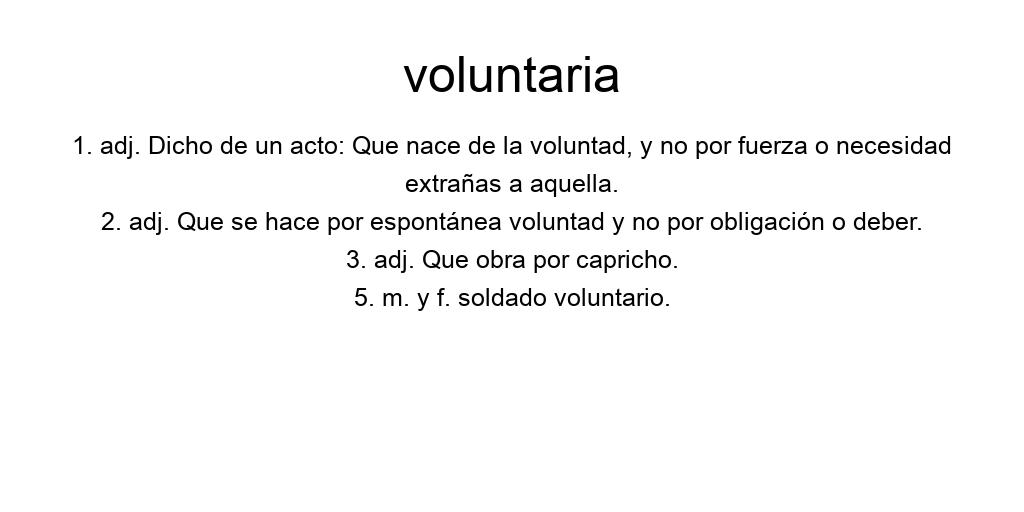 voluntaria
1. adj. Dicho de un acto: Que nace de la voluntad, y no por fuerza o necesidad
extrañas a aquella.
2. adj. Que se hace por espontánea voluntad y no por obligación o deber.
3. adj. Que obra por capricho.
5. m. y f. soldado voluntario.